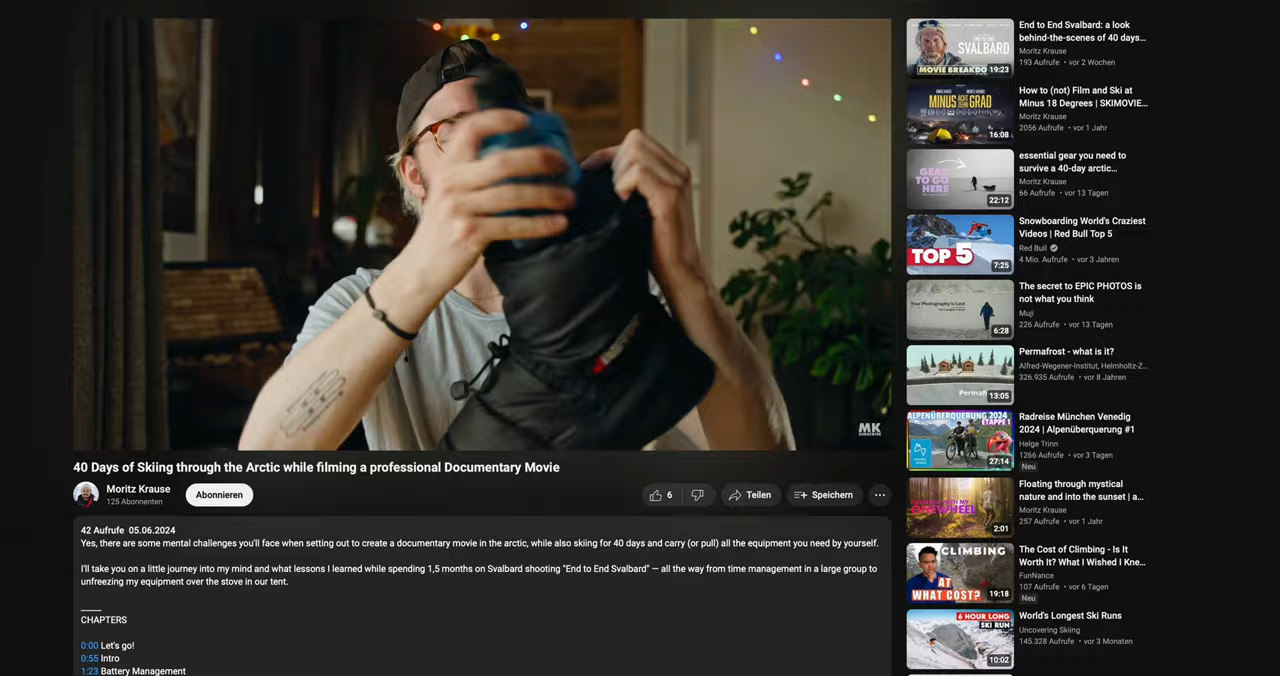 MK
SUBSCRIBE
40 Days of Skiing through the Arctic while filming a professional Documentary Movie
Moritz Krause
125 Abonnenten
Abonnieren
6
Teilen
Speichern
42 Aufrufe 05.06.2024
Yes, there are some mental challenges you'll face when setting out to create a documentary movie in the arctic, while also skiing for 40 days and carry (or pull) all the equipment you need by yourself.
I'll take you on a little journey into my mind and what lessons I learned while spending 1,5 months on Svalbard shooting "End to End Svalbard" — all the way from time management in a large group to
unfreezing my equipment over the stove in our tent.
CHAPTERS
0:00 Let's go!
0:55 Intro
1:23 Battery Management
SVALBARD
MOVIE BREAKDO
19:23
End to End Svalbard: a look
behind-the-scenes of 40 days...
Moritz Krause
193 Aufrufe • vor 2 Wochen
MINUS ACHT ZEHN GRAD
16:08
How to (not) Film and Ski at
Minus 18 Degrees | SKIMOVIE...
Moritz Krause
2056 Aufrufe • vor 1 Jahr
GEAR
TO GO
HERE
22:12
essential gear you need to
survive a 40-day arctic...
Moritz Krause
66 Aufrufe • vor 13 Tagen
TOP 5
7:25
Snowboarding World's Craziest
Videos | Red Bull Top 5
Red Bull
4 Mio. Aufrufe • vor 3 Jahren
Your Photography is Last
6:28
The secret to EPIC PHOTOS is
not what you think
Muji
226 Aufrufe • vor 13 Tagen
Permaf
13:05
Permafrost - what is it?
Alfred-Wegener-Institut, Helmholtz-Z...
326.935 Aufrufe • vor 8 Jahren
ALPENÜBERQUERUNG 2024
ETAPPE 1
27:14
Radreise München Venedig
2024 | Alpenüberquerung #1
Helge Trinn
1266 Aufrufe • vor 3 Tagen
Neu
ONEWHEEL
2:01
Floating through mystical
nature and into the sunset | a...
Moritz Krause
257 Aufrufe • vor 1 Jahr
CLIMBING
AT
WHAT COST?
19:18
The Cost of Climbing - Is It
Worth It? What I Wished I Kne...
FunNance
107 Aufrufe • vor 6 Tagen
Neu
6 HOUR LONG
SKI RUN
10:02
World's Longest Ski Runs
Uncovering Skiing
145.328 Aufrufe • vor 3 Monaten